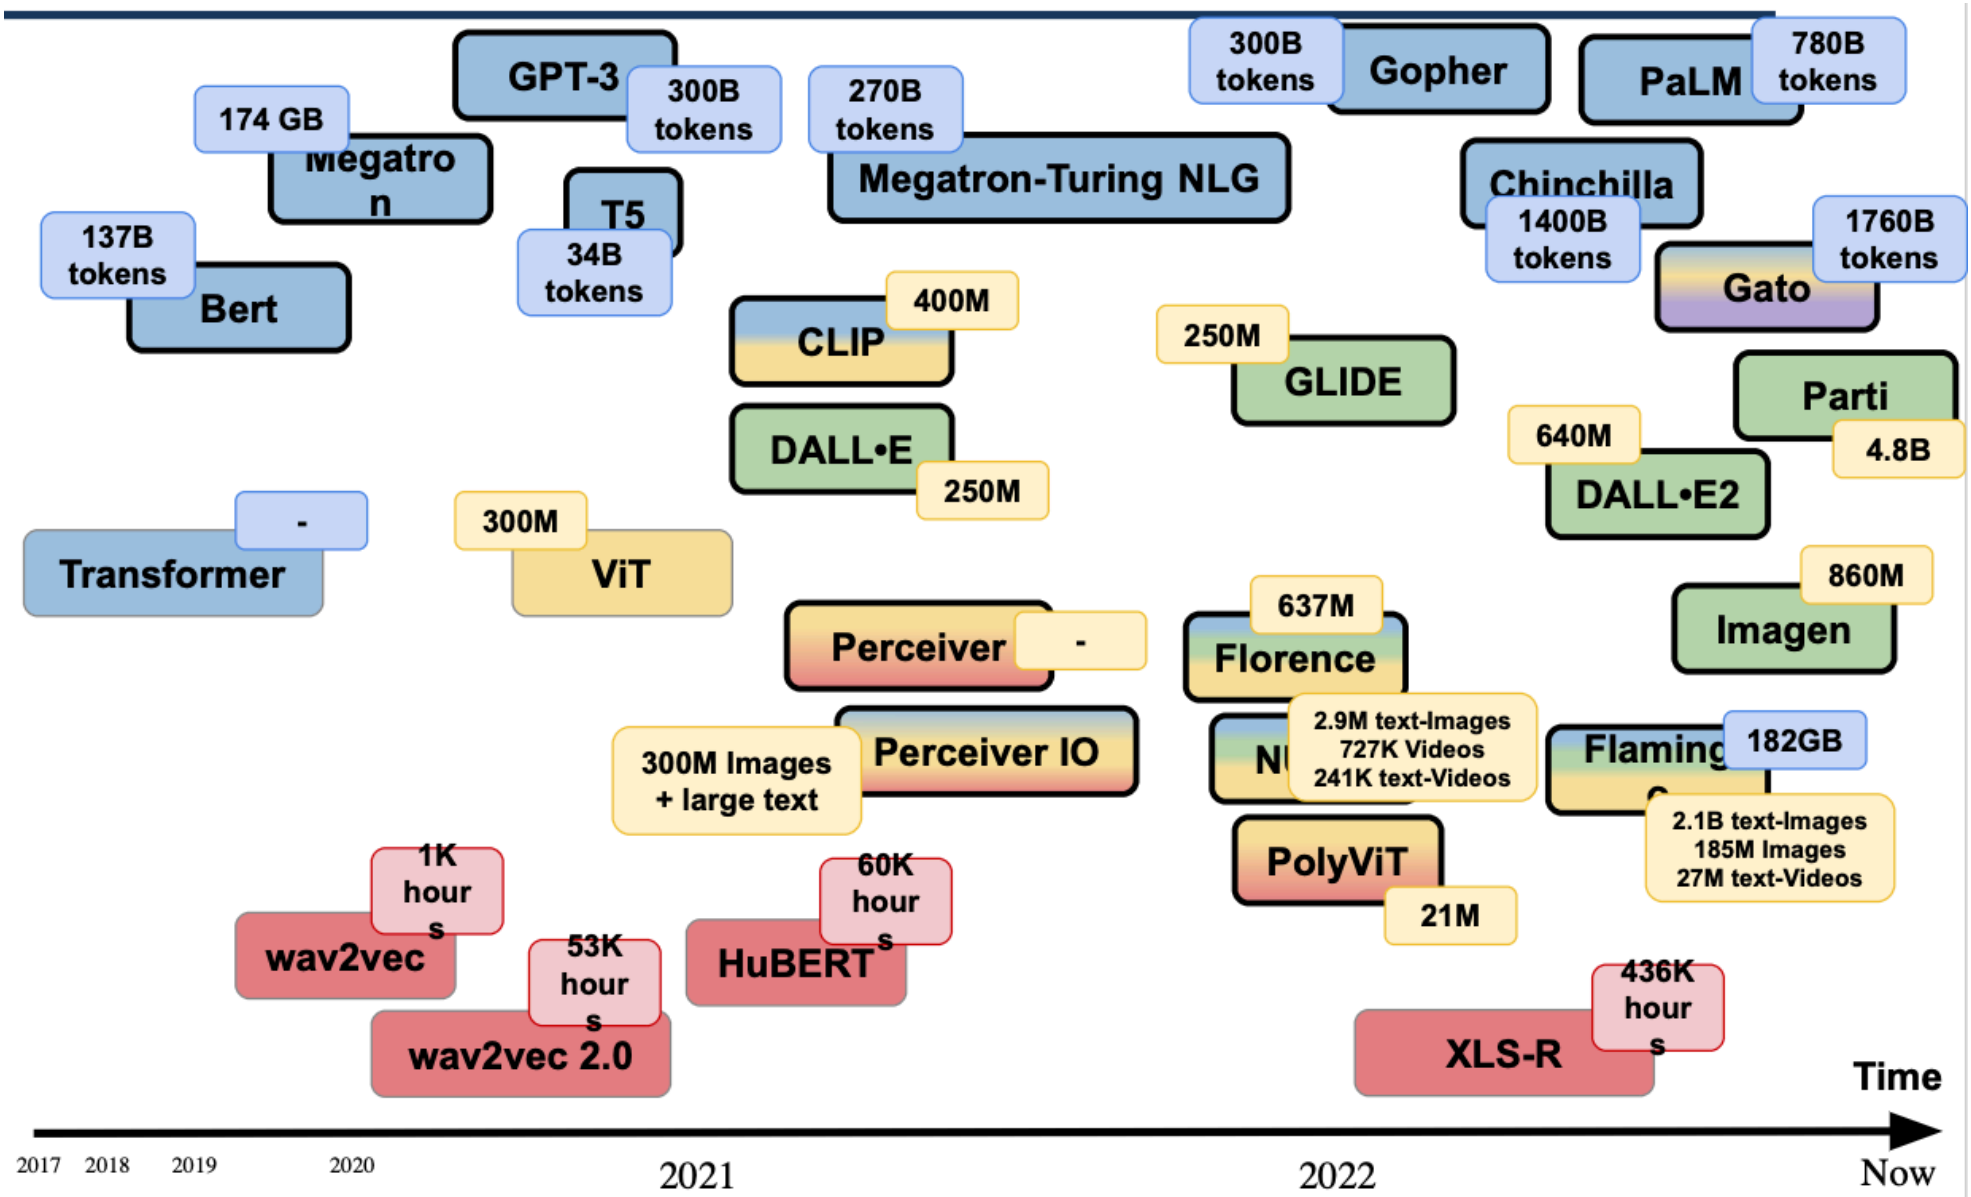 GPT-3
300B
tokens
174 GB
Megatro
n
270B
tokens
Megatron-Turing NLG
300B
tokens
Gopher
PaLM
780B
tokens
T5
34B
tokens
Chinchilla
1400B
tokens
1760B
tokens
Gato
137B
tokens
Bert
400M
CLIP
250M
GLIDE
Parti
4.8B
DALL•E
250M
640M
DALL•E2
-
Transformer
300M
ViT
860M
Imagen
Perceiver
-
637M
Florence
300M Images
+ large text
Perceiver IO
2.9M text-Images
727K Videos
241K text-Videos
Flaming
o
182GB
2.1B text-Images
185M Images
27M text-Videos
PolyViT
21M
1K
hour
s
wav2vec
53K
hour
s
wav2vec 2.0
60K
hour
s
HuBERT
436K
hour
s
XLS-R
Time
2017
2018
2019
2020
2021
2022
Now